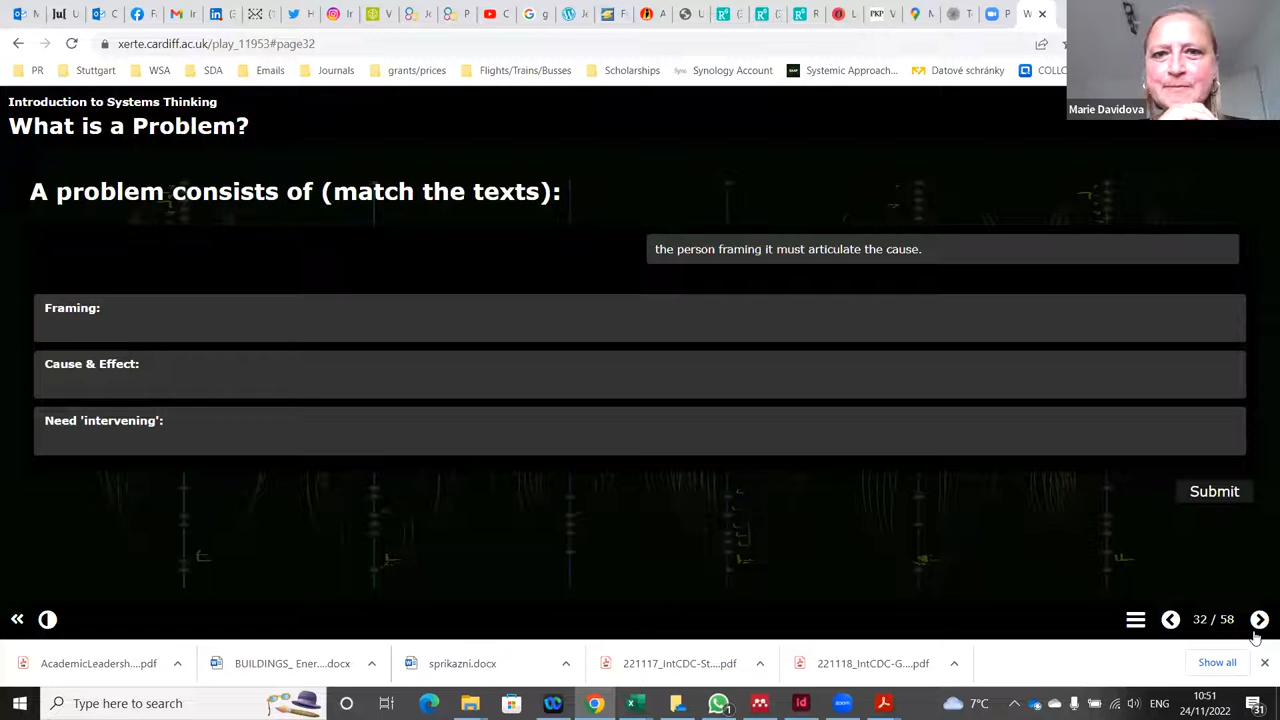 xerte.cardiff.ac.uk/play_11953#page32
PR
Stuttgart
WSA
SDA
Emails
Journals
grants/prices
Flights/Trains/Busses
Scholarships
Synology Account
Systemic Approach...
Datové schránky
Marie Davidova
Introduction to Systems Thinking
What is a Problem?
A problem consists of (match the texts):
the person framing it must articulate the cause.
Framing:
Cause & Effect:
Need 'intervening':
Submit
32 / 58
AcademicLeadersh....pdf
BUILDINGS_ Ener....docx
sprikazni.docx
221117_IntCDC-St....pdf
221118_IntCDC-G....pdf
Show all
Type here to search
7°C
ENG
10:51
24/11/2022
31